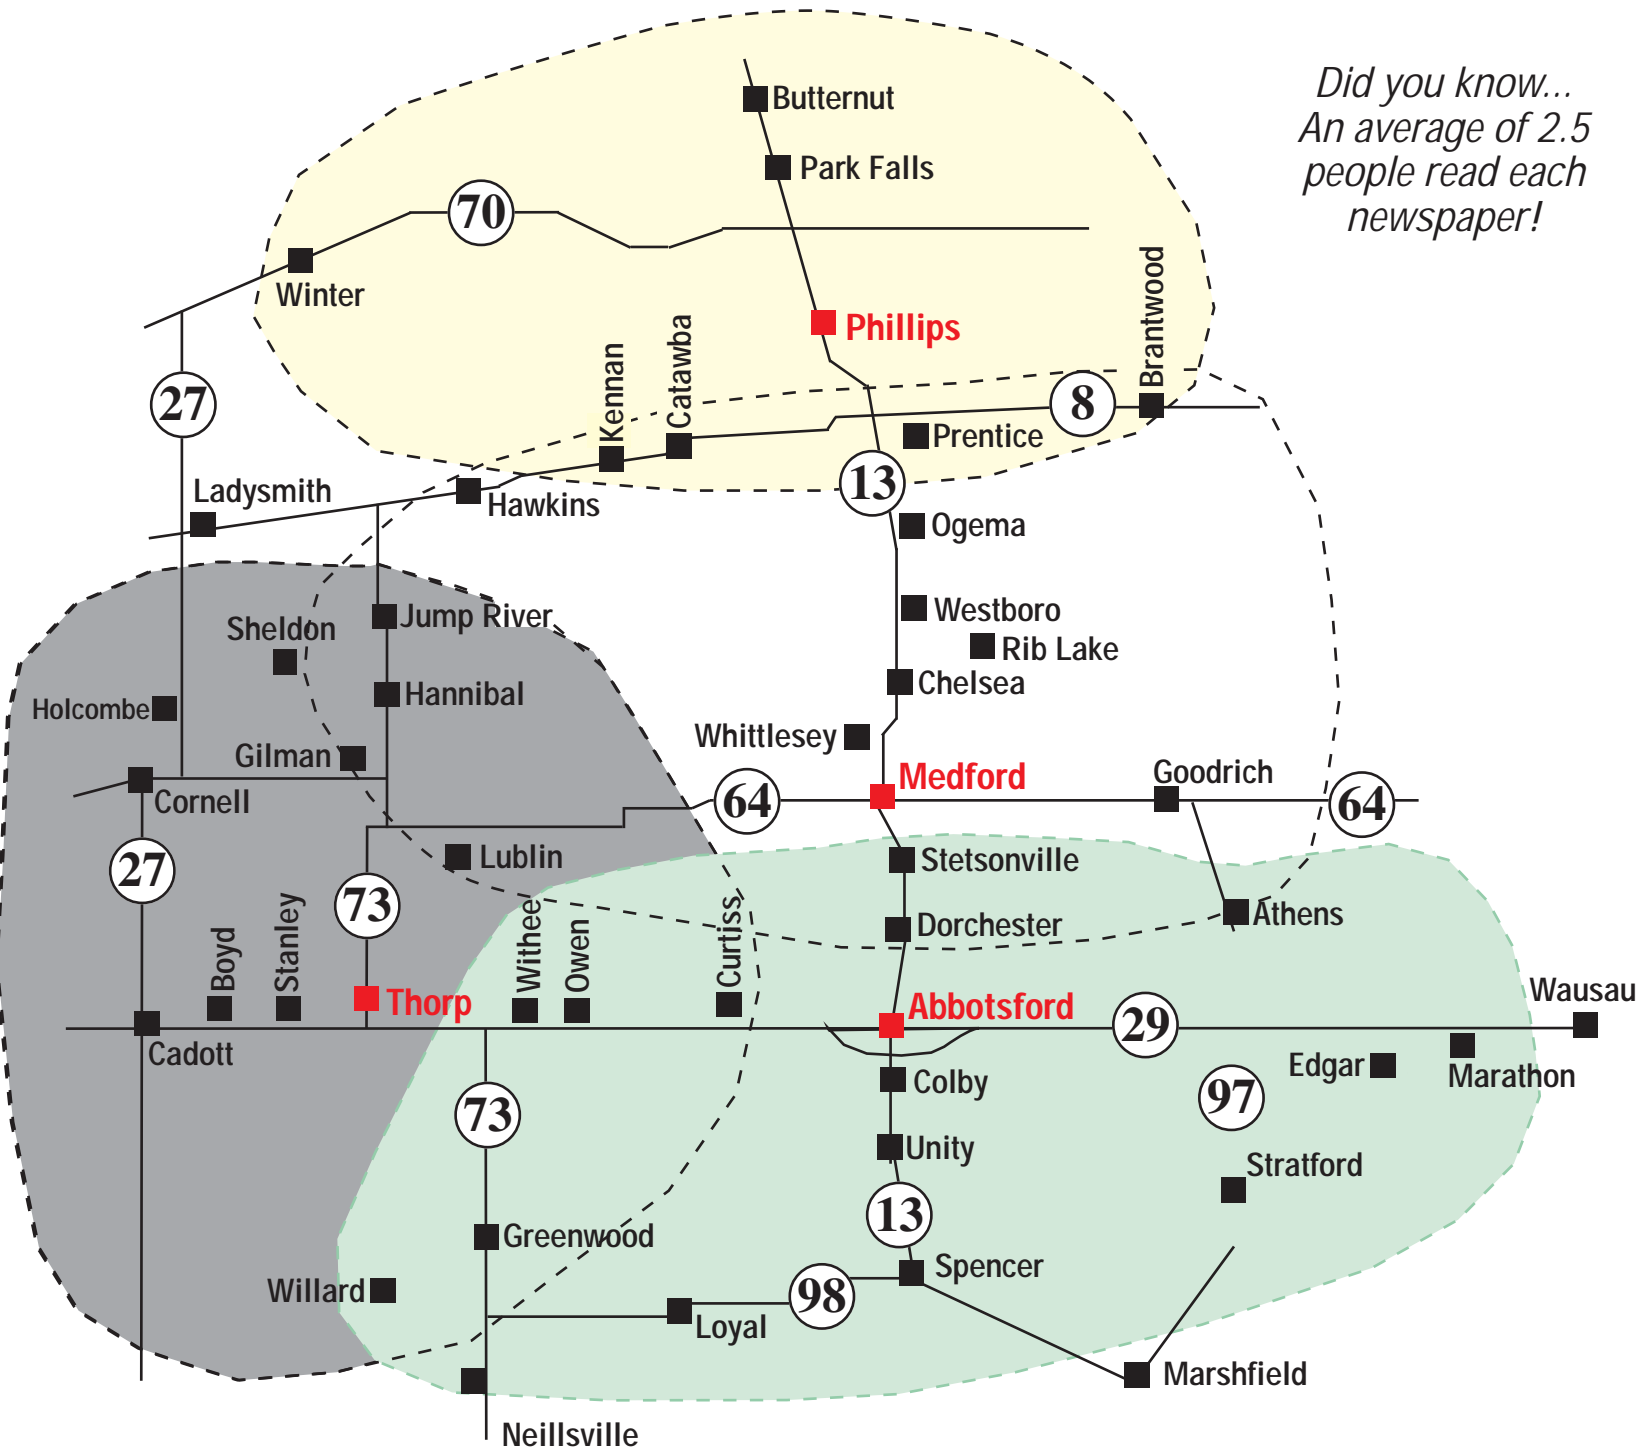 Did you know...
An average of 2.5
people read each
newspaper!
Butternut
Park Falls
70
Winter
Brantwood
Phillips
Catawba
Kennan
27
8
Prentice
13
Ladysmith
Hawkins
Ogema
Westboro
Jump River
Sheldon
Rib Lake
Chelsea
Hannibal
Holcombe
Whittlesey
Gilman
Medford
Goodrich
Cornell
64
64
Lublin
Stetsonville
27
73
Athens
Dorchester
Boyd
Stanley
Withee
Owen
Curtiss
Wausau
Thorp
Abbotsford
29
Cadott
Edgar
Marathon
Colby
97
73
Unity
Stratford
13
Greenwood
Spencer
Willard
98
Loyal
Marshfield
Neillsville